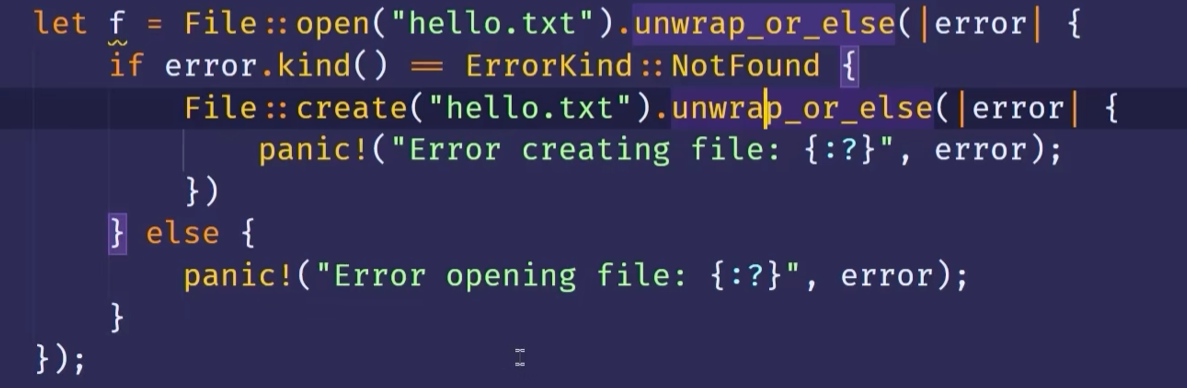 let f = File::open("hello.txt").unwrap_or_else(|error| {
    if error.kind() == ErrorKind::NotFound {
        File::create("hello.txt").unwrap_or_else(|error| {
            panic!("Error creating file: {:?}", error);
        })
    } else {
        panic!("Error opening file: {:?}", error);
    }
});